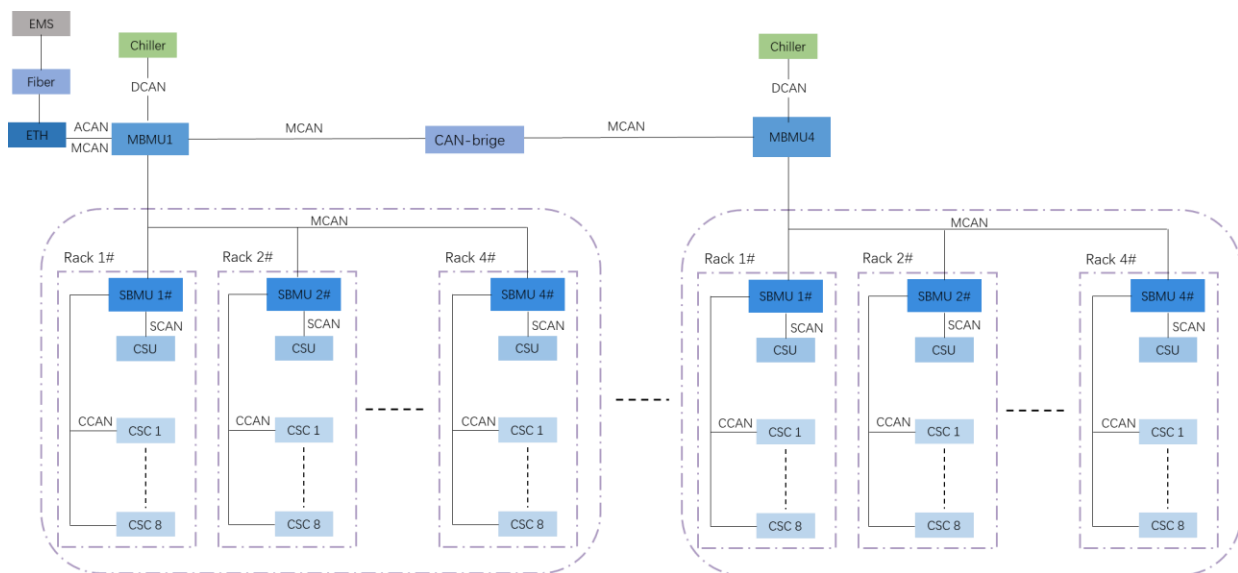 EMS
Chiller
Chiller
Fiber
DCAN
DCAN
ETH
ACAN
MCAN
MBMU1
MCAN
CAN-brige
MCAN
MBMU4
MCAN
MCAN
Rack 1#
Rack 2#
Rack 4#
Rack 1#
Rack 2#
Rack 4#
SBMU 1#
SBMU 2#
SBMU 4#
SBMU 1#
SBMU 2#
SBMU 4#
SCAN
SCAN
SCAN
SCAN
SCAN
SCAN
CSU
CSU
CSU
CSU
CSU
CSU
CCAN
CSC 1
CCAN
CSC 1
CCAN
CSC 1
CCAN
CSC 1
CCAN
CSC 1
CCAN
CSC 1
CSC 8
CSC 8
CSC 8
CSC 8
CSC 8
CSC 8